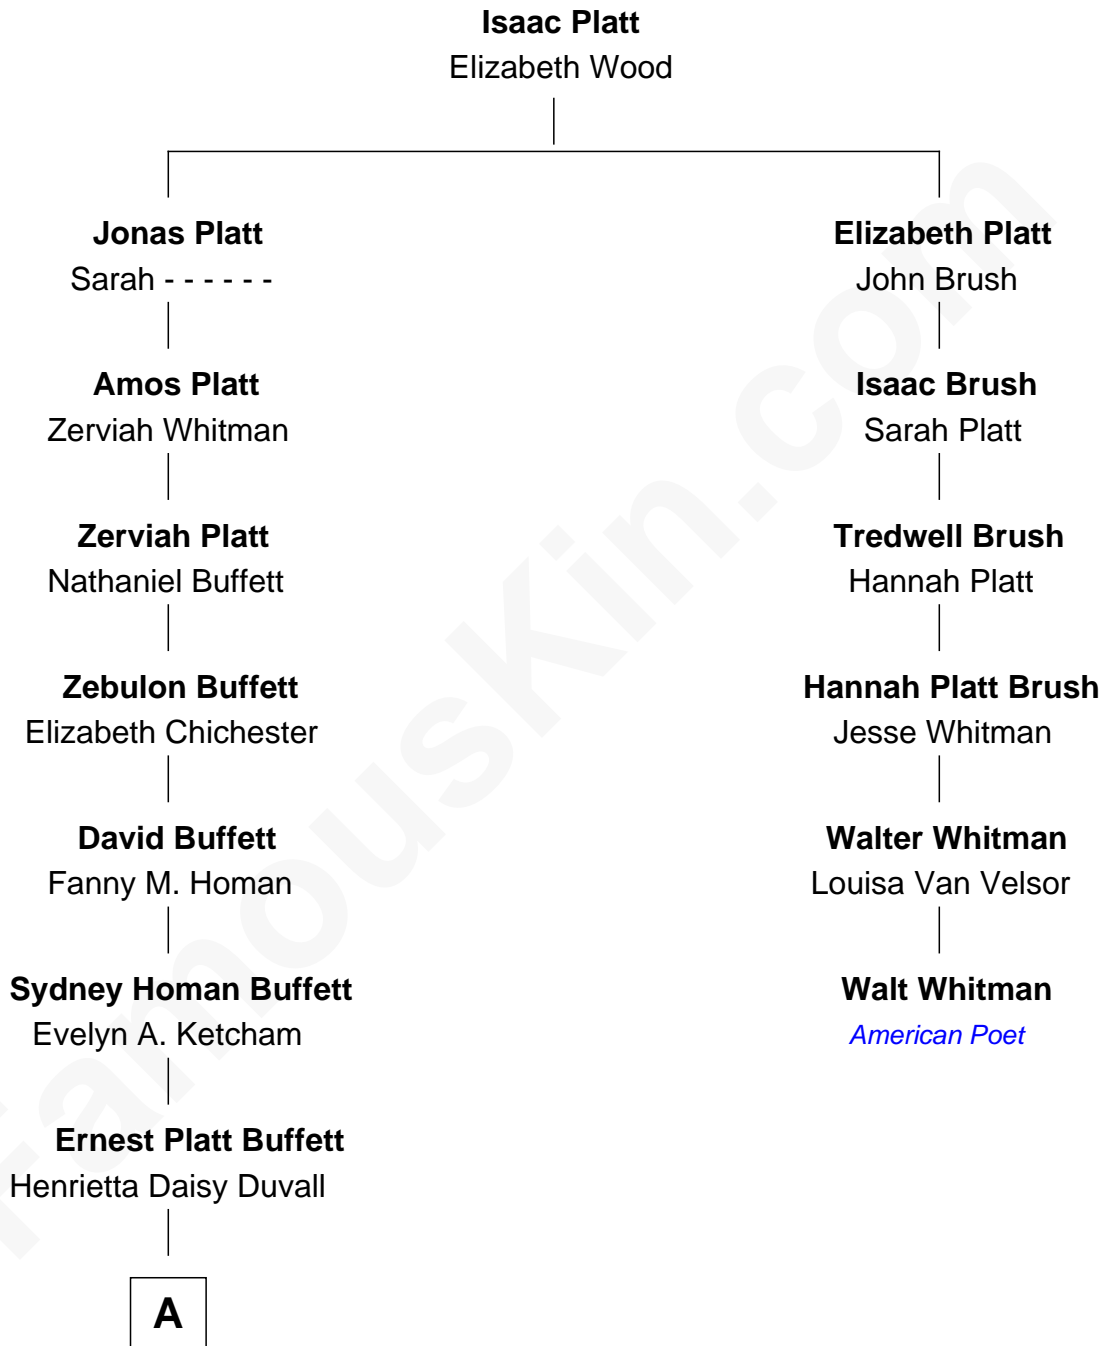 Isaac Platt
Elizabeth Wood
Jonas Platt
Sarah - - - - - -
Elizabeth Platt
John Brush
Amos Platt
Zerviah Whitman
Isaac Brush
Sarah Platt
Zerviah Platt
Nathaniel Buffett
Tredwell Brush
Hannah Platt
Zebulon Buffett
Elizabeth Chichester
Hannah Platt Brush
Jesse Whitman
David Buffett
Fanny M. Homan
Walter Whitman
Louisa Van Velsor
Sydney Homan Buffett
Evelyn A. Ketcham
Walt Whitman
American Poet
Ernest Platt Buffett
Henrietta Daisy Duvall
A
FamousKin.com